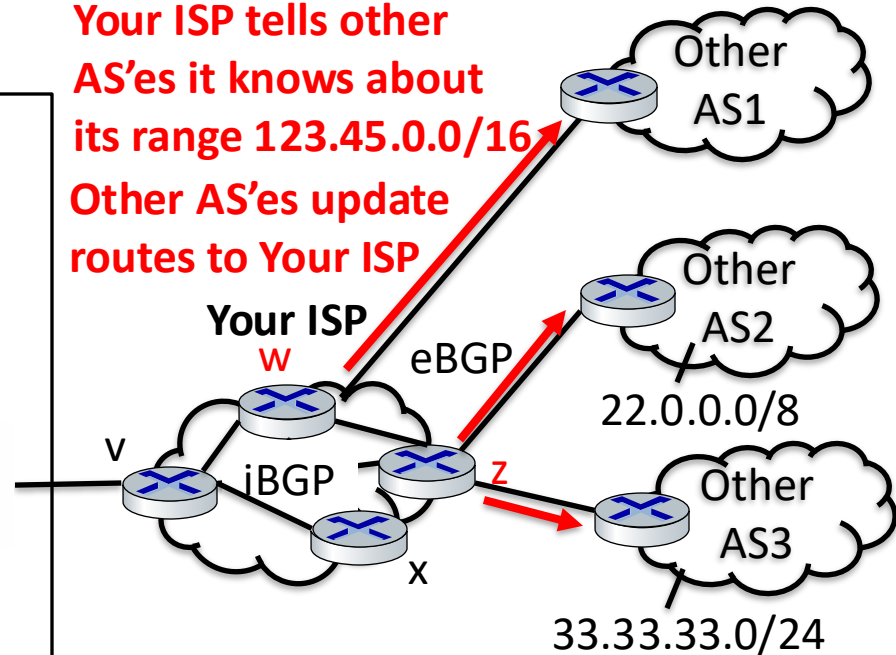 Your ISP tells other
AS’es it knows about
its range 123.45.0.0/16
Other AS’es update
routes to Your ISP
Other
AS1
Other
AS2
22.0.0.0/8
Your ISP
w
eBGP
v
iBGP
z
x
Other
AS3
33.33.33.0/24